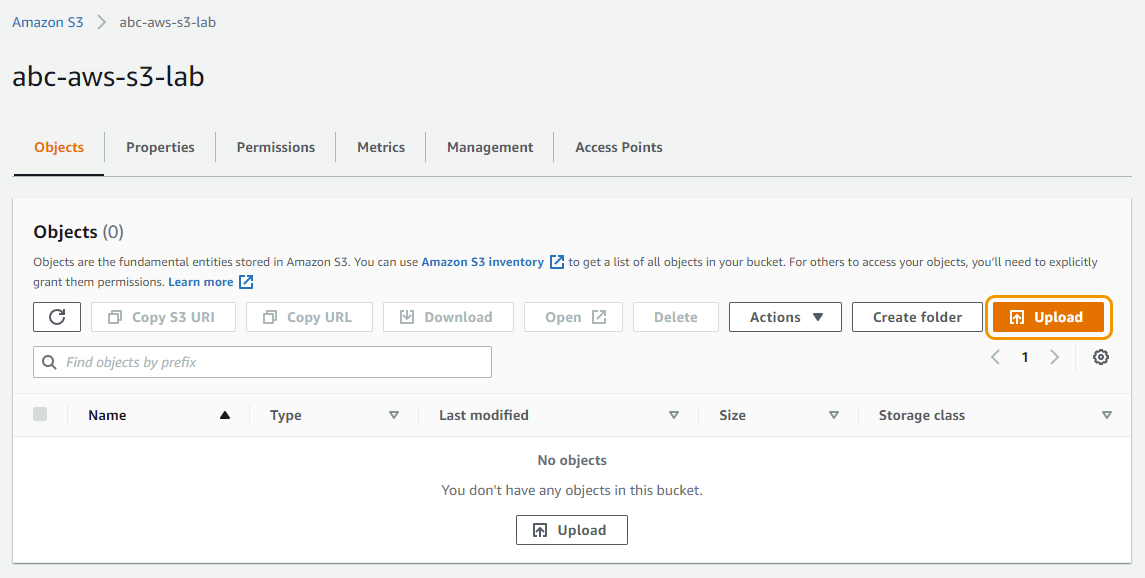 Amazon S3 > abc-aws-s3-lab
abc-aws-s3-lab
Objects Properties Permissions Metrics Management Access Points
Objects (0)
Objects are the fundamental entities stored in Amazon S3. You can use Amazon S3 inventory to get a list of all objects in your bucket. For others to access your objects, you’ll need to explicitly
grant them permissions. Learn more
Copy S3 URI Copy URL Download Open Delete Actions Create folder Upload
Find objects by prefix 1
Name Type Last modified Size Storage class
No objects
You don't have any objects in this bucket.
Upload